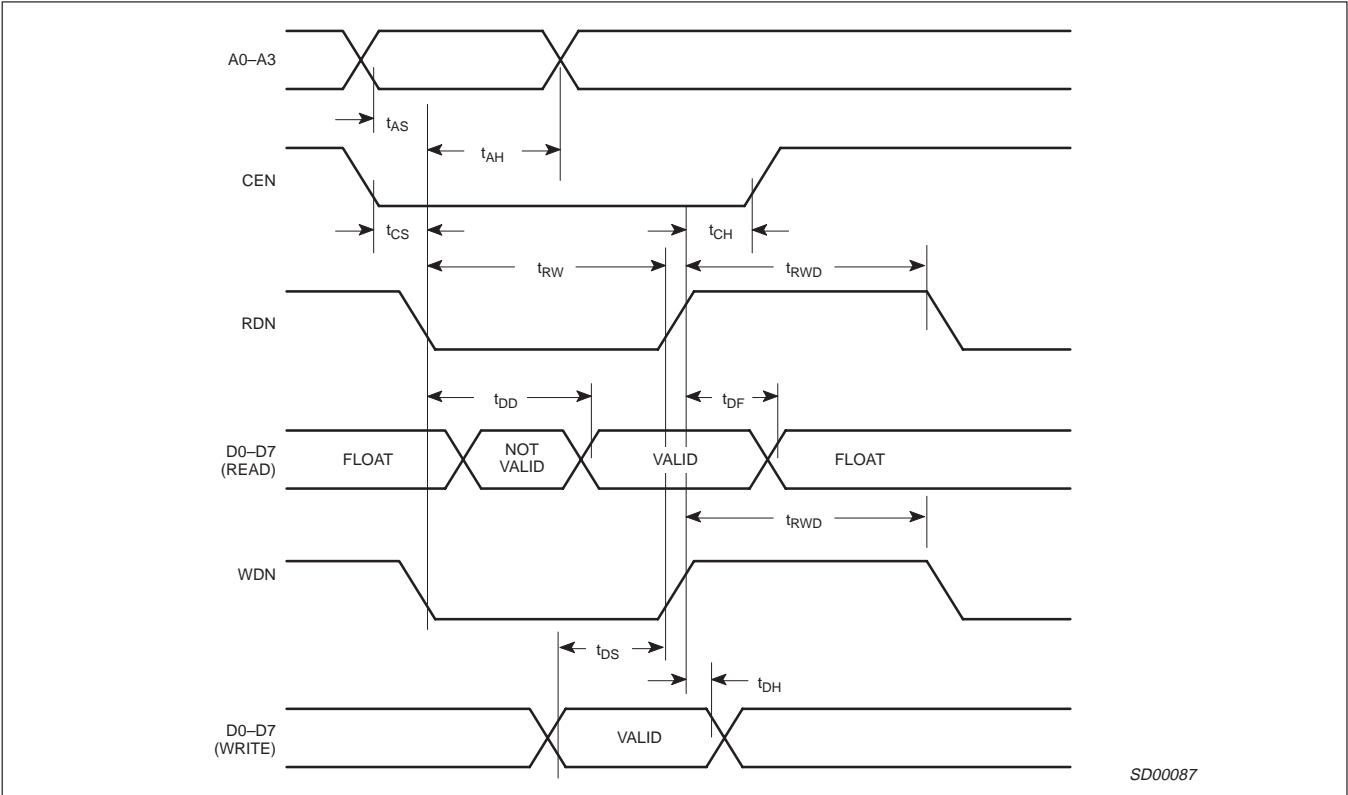 A0–A3
tAS
tAH
CEN
tCS
tCH
tRW
tRWD
RDN
tDD
tDF
D0–D7
(READ)
FLOAT
NOT
VALID
VALID
FLOAT
tRWD
WDN
tDS
tDH
D0–D7
(WRITE)
VALID
SD00087